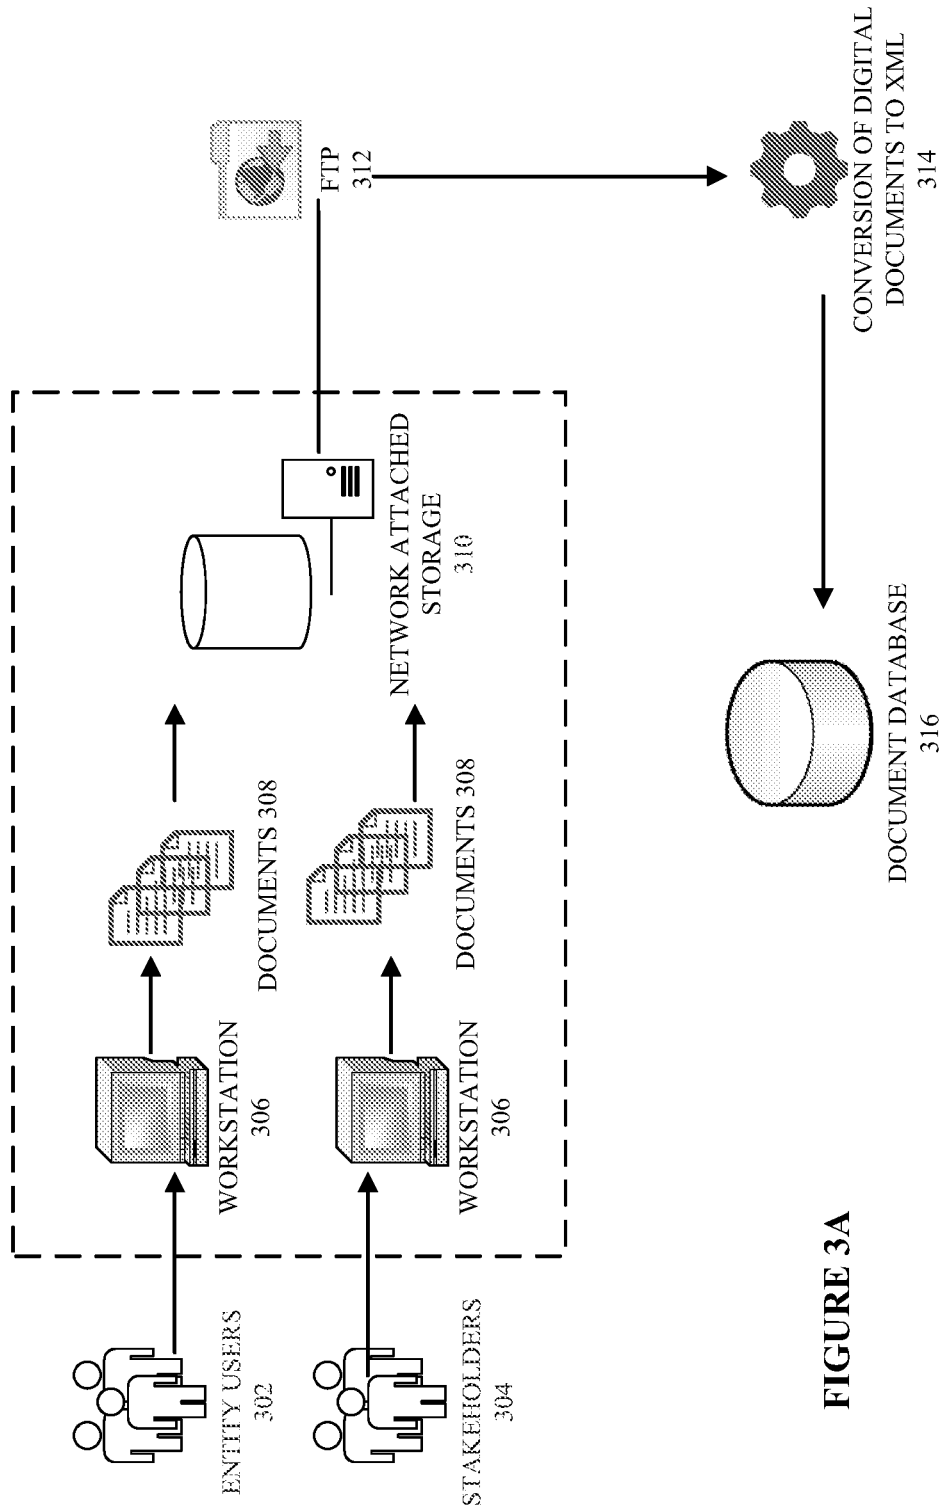 ENTITY USERS
302
WORKSTATION
306
DOCUMENTS 308
STAKEHOLDERS
304
WORKSTATION
306
DOCUMENTS 308
NETWORK ATTACHED
STORAGE
310
FTP
312
CONVERSION OF DIGITAL
DOCUMENTS TO XML
314
DOCUMENT DATABASE
316
FIGURE 3A